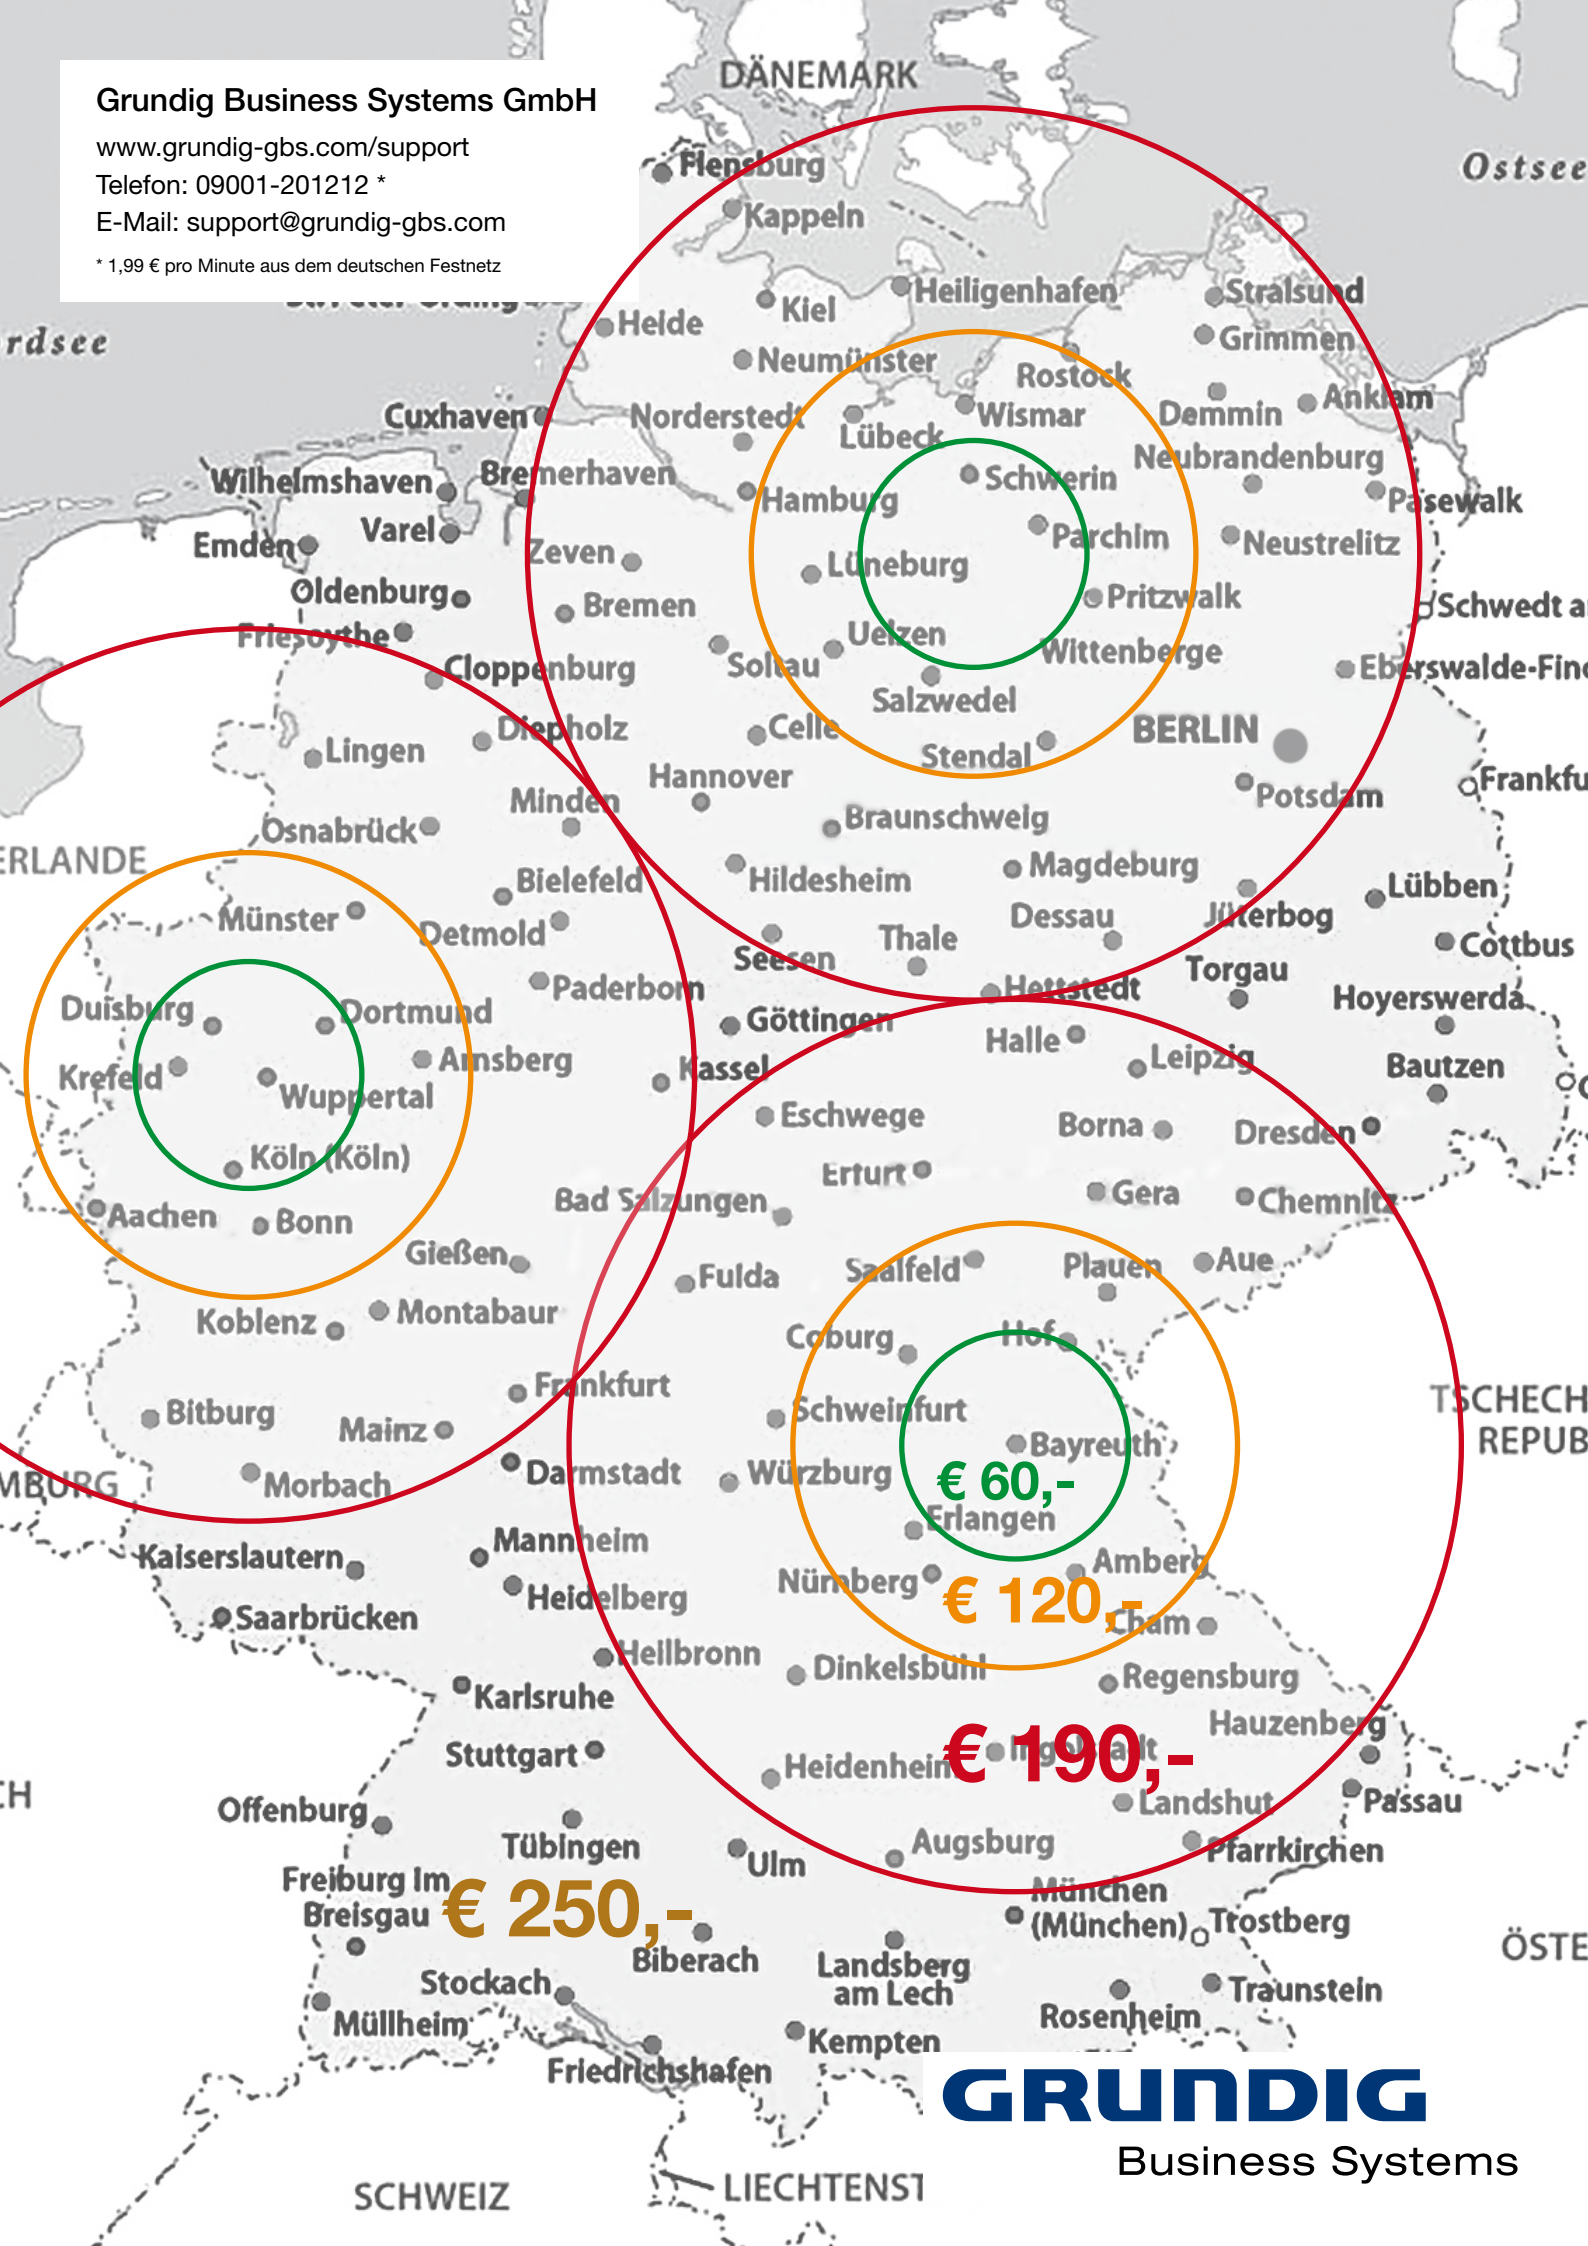 Grundig Business Systems GmbH
www.grundig-gbs.com/support
Telefon: 09001-201212 *
E-Mail: support@grundig-gbs.com
* 1,99 € pro Minute aus dem deutschen Festnetz
DÄNEMARK
Ostsee
Flensburg
Kappeln
Heiligenhafen
Stralsund
Kiel
Heide
Grimmen
rdsee
Neumünster
Rostock
Cuxhaven
Norderstedt
Lübeck
Wismar
Demmin
Anklam
Wilhelmshaven
Bremerhaven
Hamburg
Schwerin
Neubrandenburg
Pasewalk
Emden
Varel
Zeven
Lüneburg
Parchim
Neustrelitz
Oldenburg
Bremen
Pritzwalk
Schwedt a
Friesoythe
Cloppenburg
Soltau
Uelzen
Wittenberge
Eberswalde-Fin
Salzwedel
Lingen
Diepholz
Celle
Stendal
BERLIN
Hannover
Frankfu
Minden
Potsdam
Osnabrück
Braunschweig
ERLANDE
Bielefeld
Hildesheim
Magdeburg
Lübben
Münster
Detmold
Dessau
Jüterbog
Seesen
Thale
Cottbus
Paderborn
Hettstedt
Torgau
Hoyerswerda
Duisburg
Dortmund
Göttingen
Halle
Leipzig
Krefeld
Arnsberg
Kassel
Bautzen
Wuppertal
Eschwege
Borna
Dresden
Köln (Köln)
Erfurt
Gera
Chemnitz
Aachen
Bonn
Bad Salzungen
Gießen
Fulda
Saalfeld
Plauen
Aue
Koblenz
Montabaur
Coburg
Hof
Bitburg
Mainz
Frankfurt
Schweinfurt
TSCHECH
REPUB
Bayreuth
MBURG
Morbach
Darmstadt
Würzburg
€ 60,-
Erlangen
Kaiserslautern
Mannheim
Nürnberg
Amberg
Heidelberg
€ 120,-
Cham
Saarbrücken
Heilbronn
Dinkelsbühl
Regensburg
Karlsruhe
Hauzenberg
Stuttgart
Heidenheim
€ 190,-
Ingolstadt
CH
Offenburg
Landshut
Passau
Tübingen
Ulm
Augsburg
Pfarrkirchen
Freiburg Im
Breisgau
€ 250,-
München
(München)
Trostberg
ÖSTE
Biberach
Landsberg
am Lech
Stockach
Traunstein
Müllheim
Rosenheim
Kempten
Friedrichshafen
GRUNDIG
Business Systems
SCHWEIZ
LIECHTENST